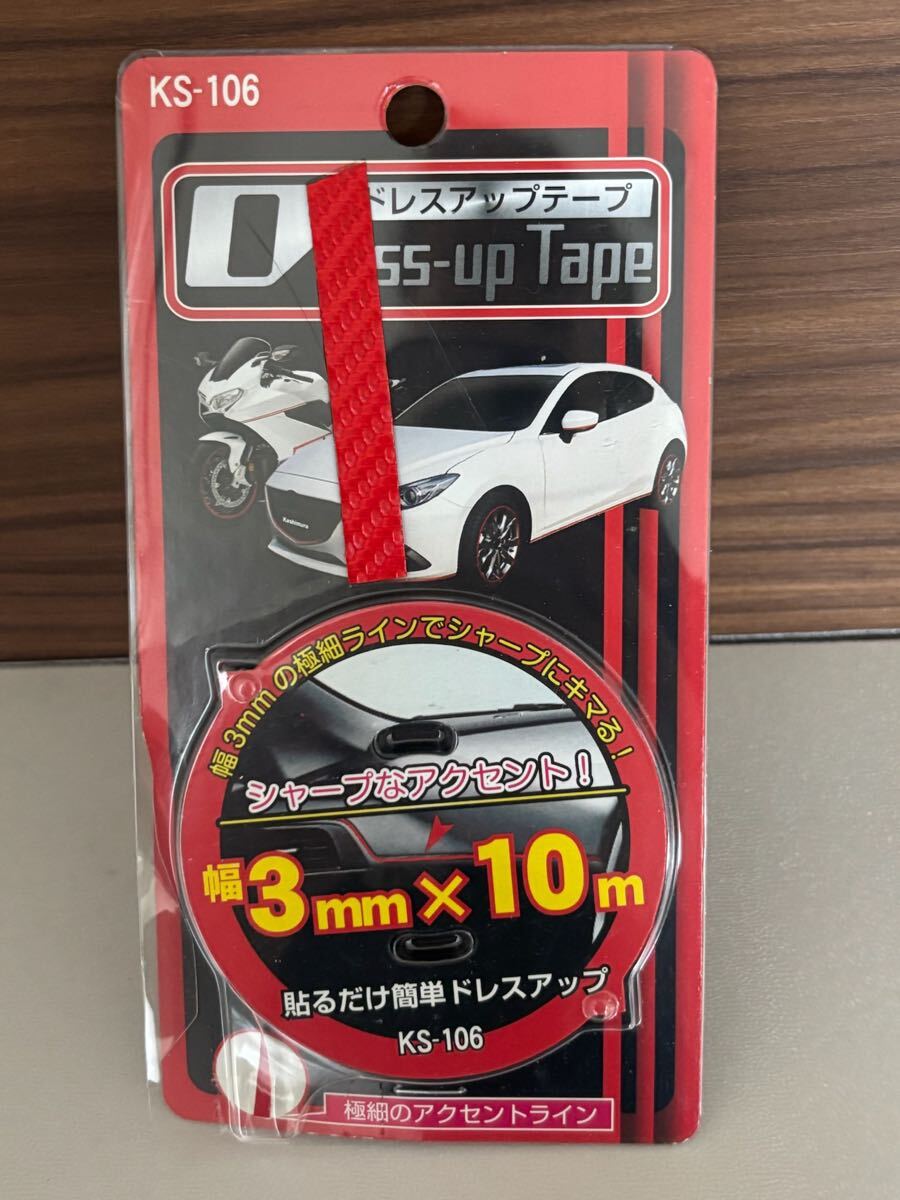 KS-106
ドレスアップテープ
D ss-up Tape
Kashimura
幅3mmの極細ラインでシャープにキマる!
シャープなアクセント!
幅3mm×10m
貼るだけ簡単ドレスアップ
KS-106
極細のアクセントライン